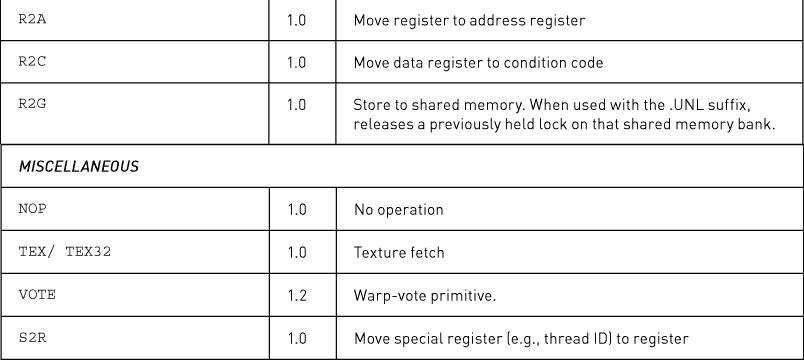 R2A 1.0 Move register to address register
R2C 1.0 Move data register to condition code
R2G 1.0 Store to shared memory. When used with the .UNL suffix,
releases a previously held lock on that shared memory bank.
MISCELLANEOUS
NOP 1.0 No operation
TEX/ TEX32 1.0 Texture fetch
VOTE 1.2 Warp-vote primitive.
S2R 1.0 Move special register (e.g., thread ID) to register